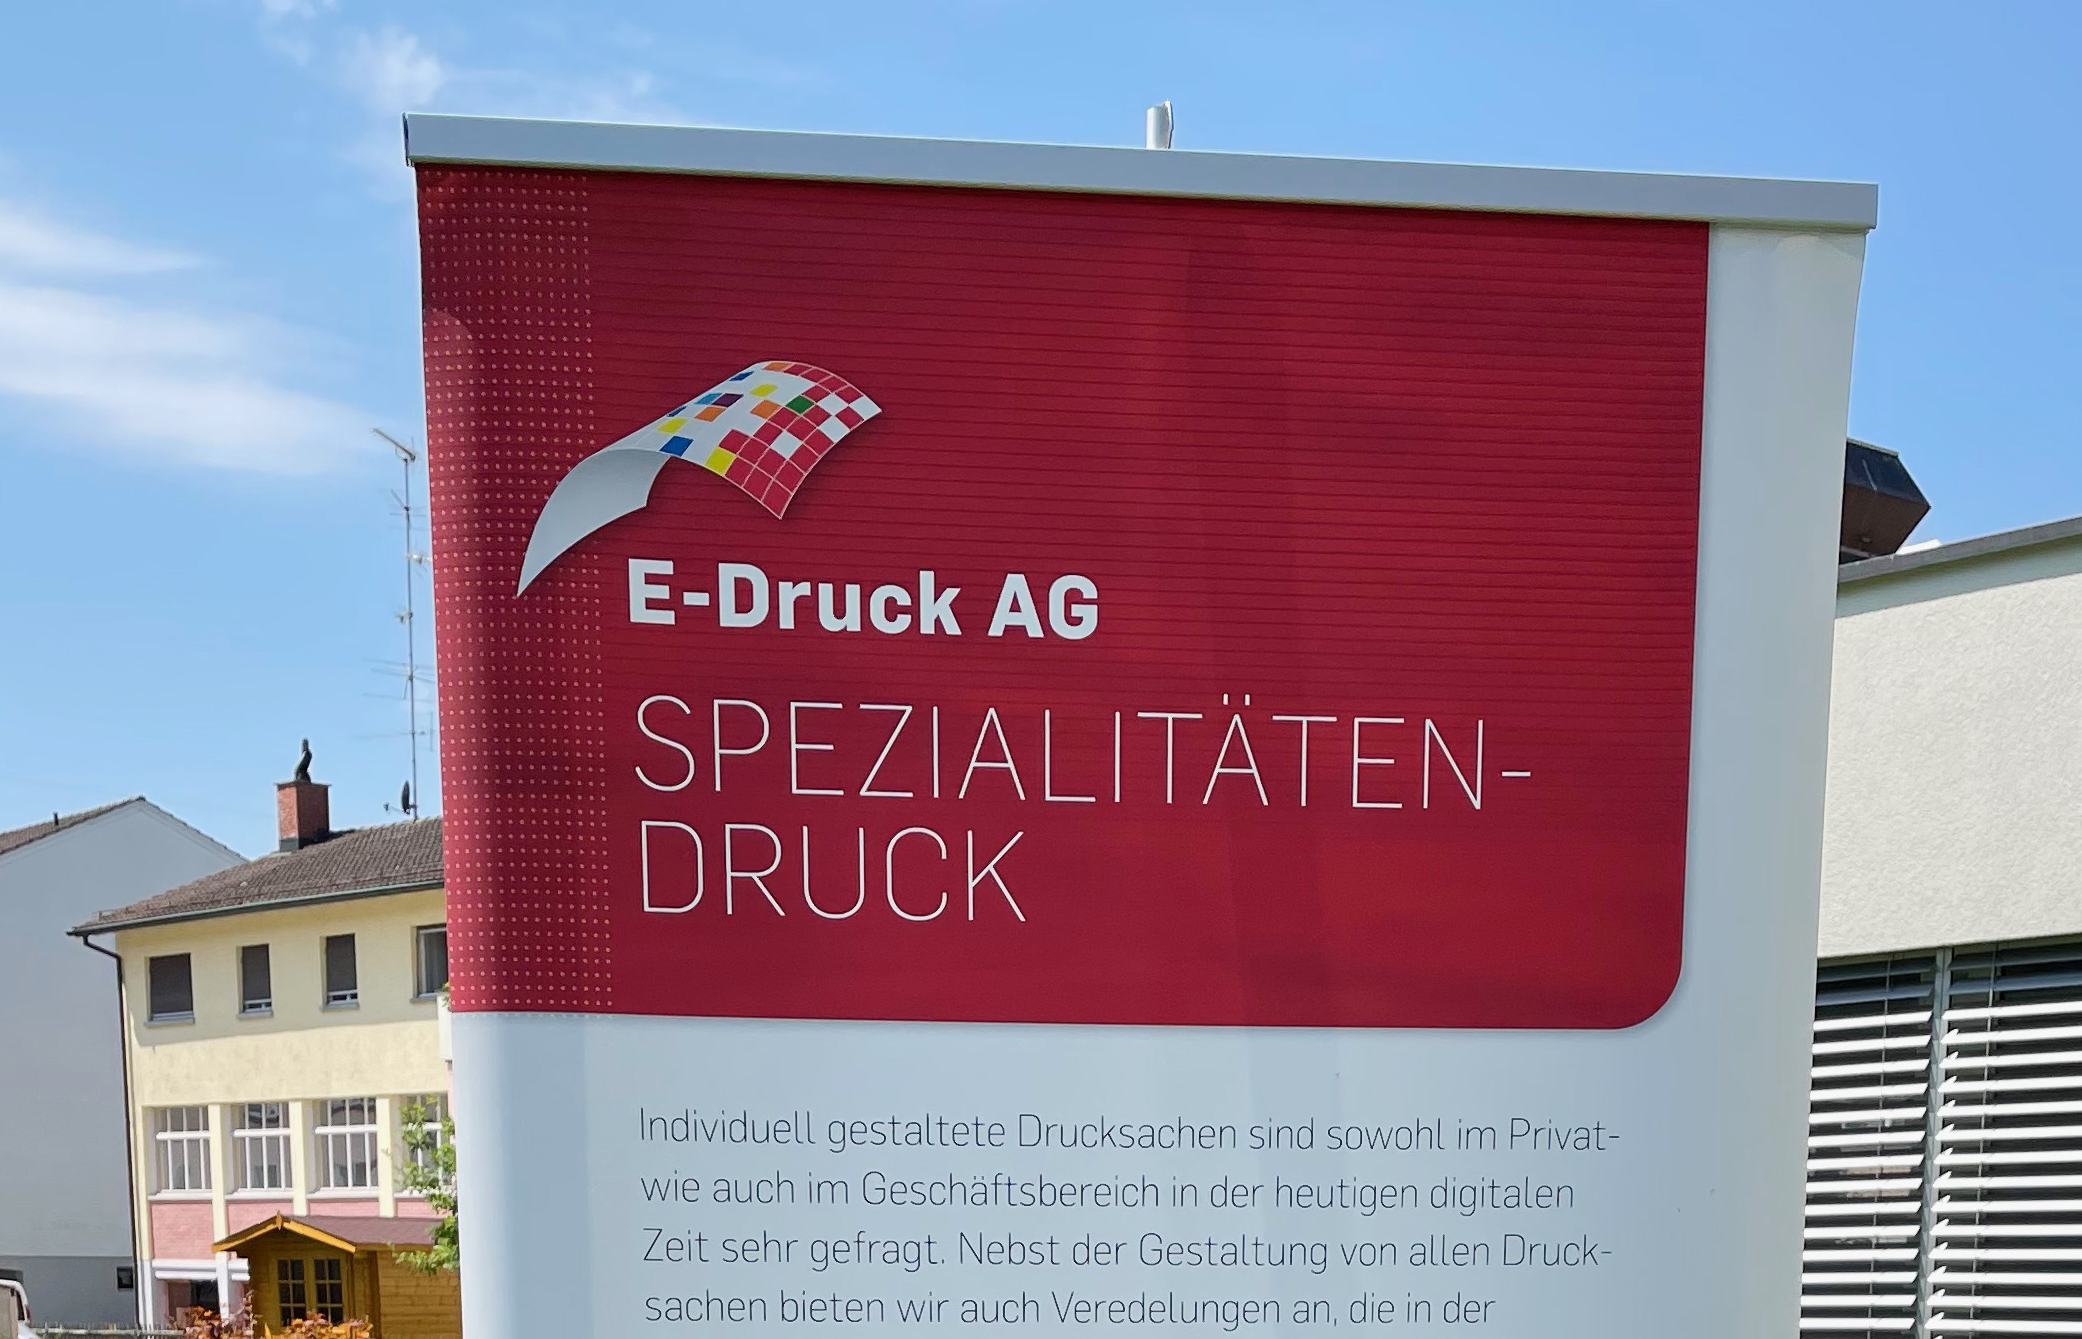 E-Druck AG
SPEZIALITÄTEN-
DRUCK
Individuell gestaltete Drucksachen sind sowohl im Privat-
wie auch im Geschäftsbereich in der heutigen digitalen
Zeit sehr gefragt. Nebst der Gestaltung von allen Druck-
sachen bieten wir auch Veredelungen an, die in der